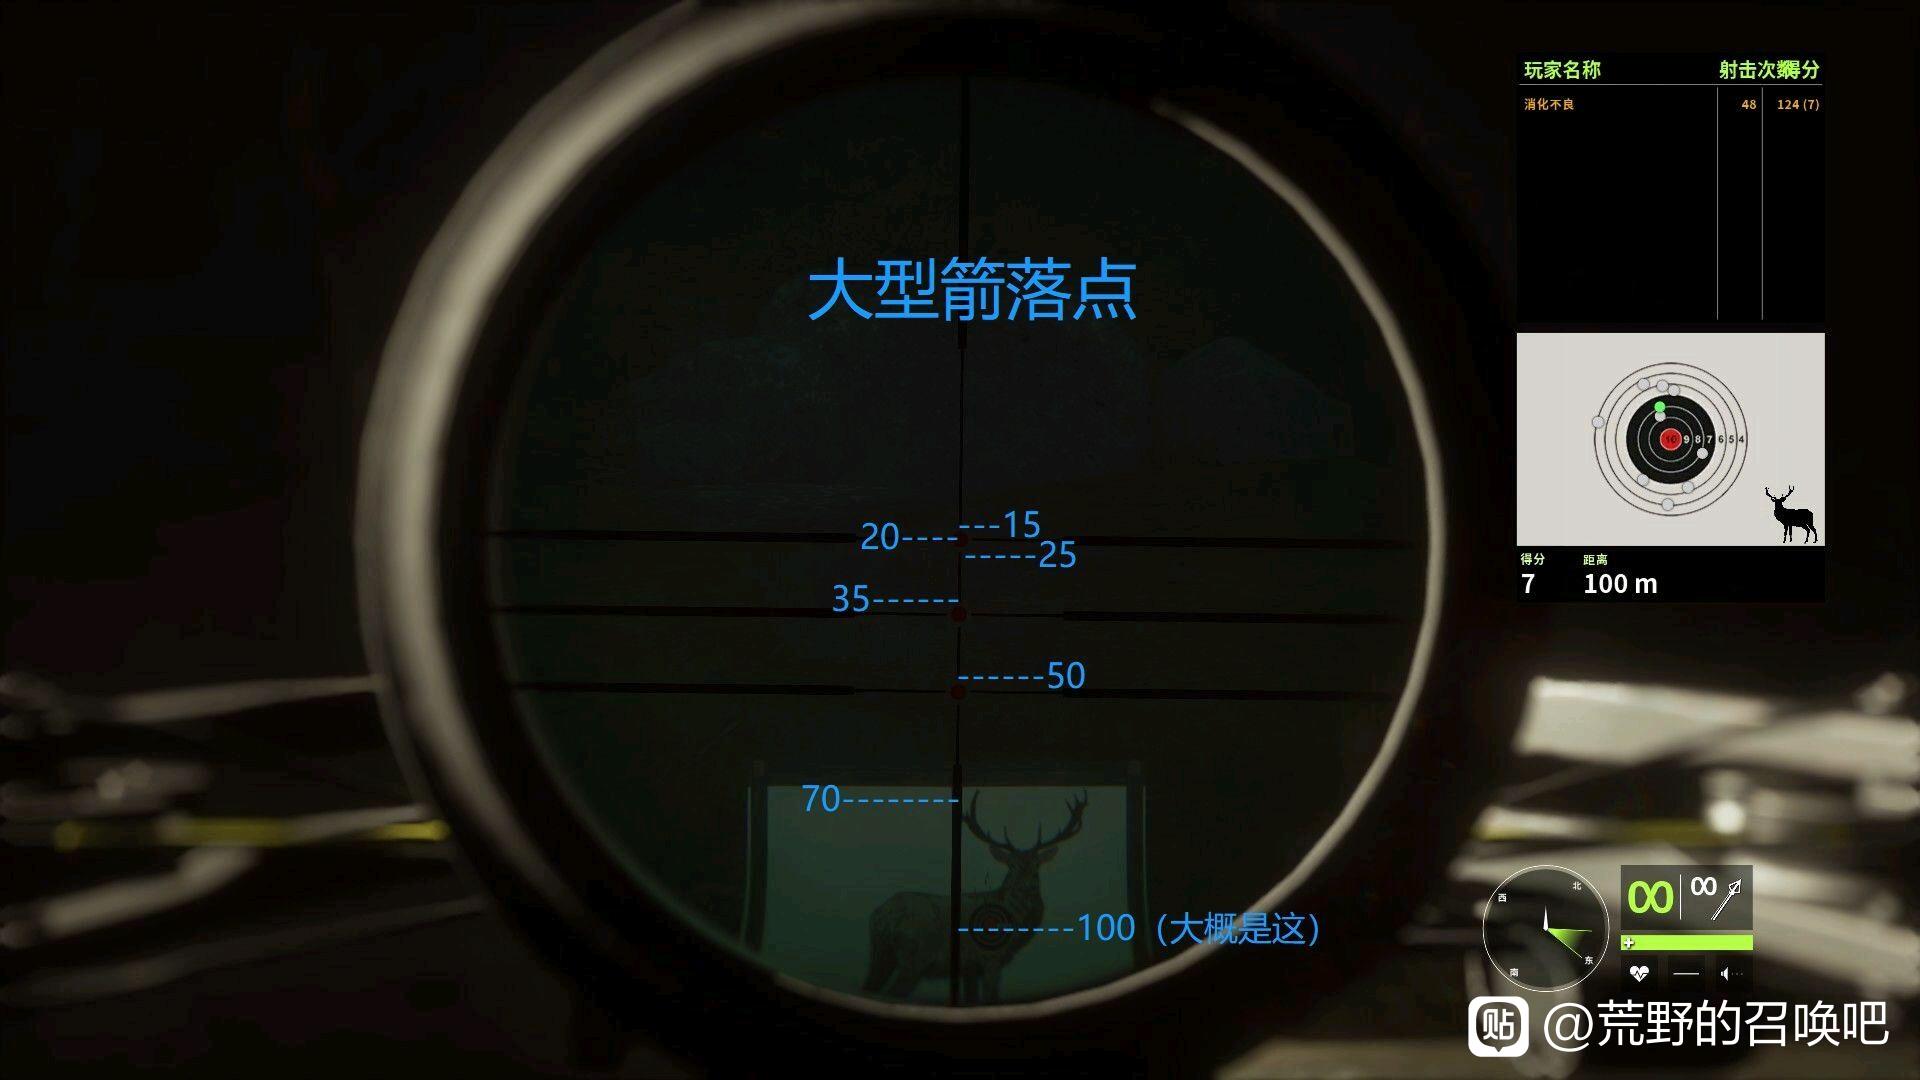 玩家名称 射击次数 得分
消化不良 48 124 (7)
大型箭落点
---15
20----
-----25
35------
------50
70--------
--------100（大概是这）
10 9 8 7 6 5 4
得分 距离
7 100 m
北
西
东
南
∞ ∞
贴 @荒野的召唤吧